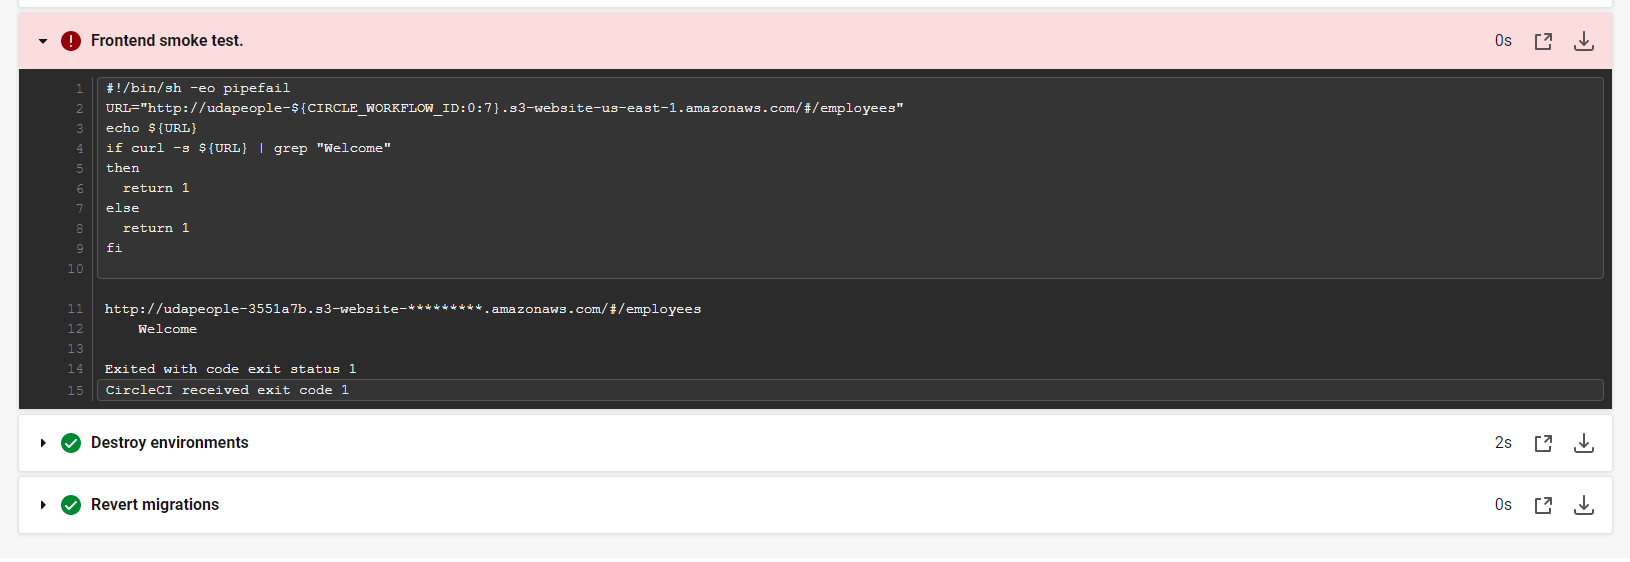 Frontend smoke test. 0s
1 #!/bin/sh -eo pipefail
2 URL="http://udapeople-${CIRCLE_WORKFLOW_ID:0:7}.s3-website-us-east-1.amazonaws.com/#/employees"
3 echo ${URL}
4 if curl -s ${URL} | grep "Welcome"
5 then
6   return 1
7 else
8   return 1
9 fi
10
11 http://udapeople-3551a7b.s3-website-*********.amazonaws.com/#/employees
12     Welcome
13
14 Exited with code exit status 1
15 CircleCI received exit code 1
Destroy environments 2s
Revert migrations 0s